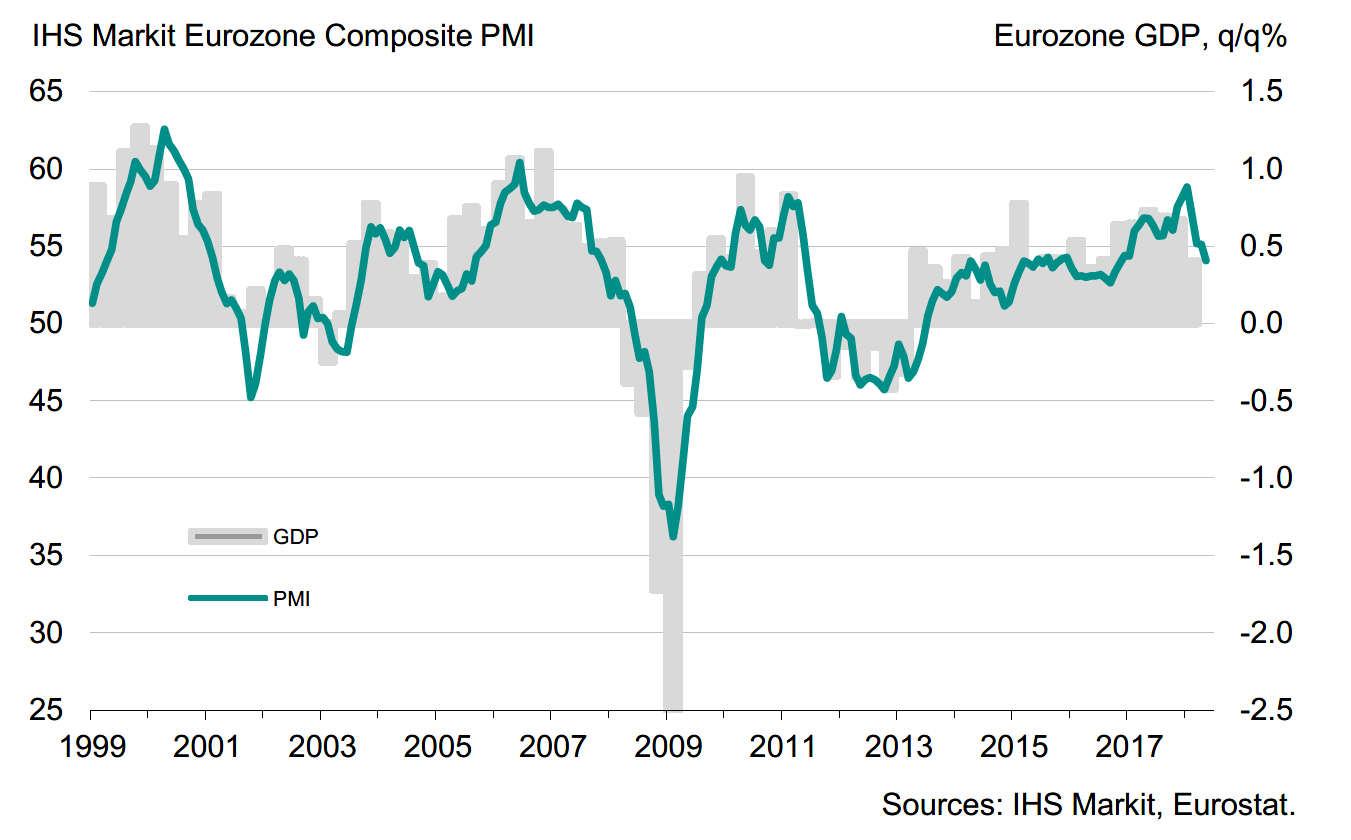 IHS Markit Eurozone Composite PMI
Eurozone GDP, q/q%
65 1.5
60 1.0
55 0.5
50 0.0
45 -0.5
40 -1.0
GDP
35 -1.5
PMI
30 -2.0
25 -2.5
1999 2001 2003 2005 2007 2009 2011 2013 2015 2017
Sources: IHS Markit, Eurostat.